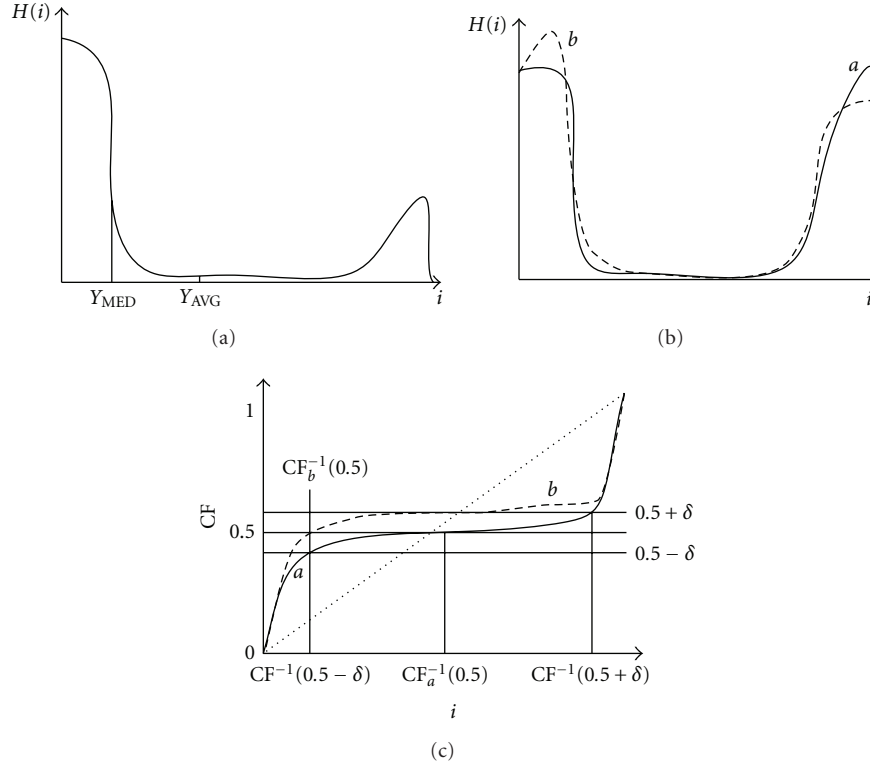 H(i)
Y_MED Y_AVG i
(a)
H(i)
b
a
i
(b)
1
CF_b^{-1}(0.5)
CF
b
0.5 + δ
0.5
0.5 − δ
a
0
CF^{-1}(0.5 − δ) CF_a^{-1}(0.5) CF^{-1}(0.5 + δ)
i
(c)